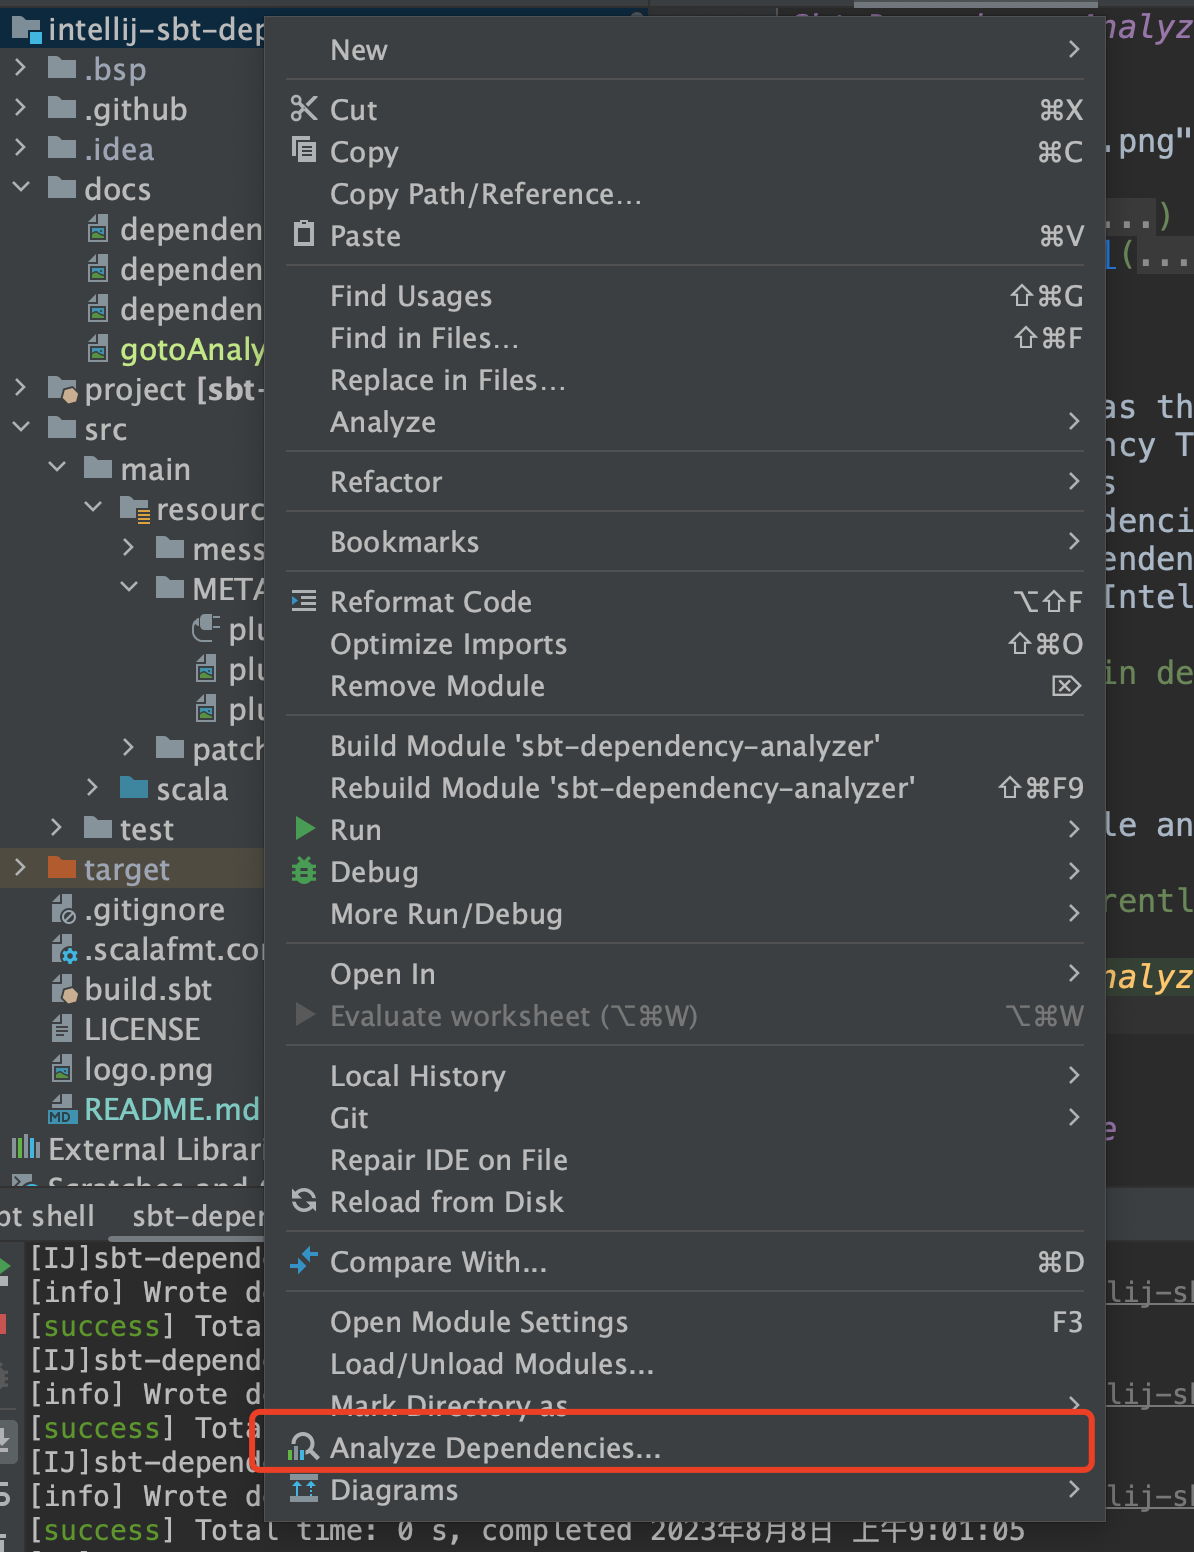 intellij-sbt-dep
.bsp
.github
.idea
docs
dependen
dependen
dependen
gotoAnaly
project [sbt-
src
main
resourc
mess
META
plu
plu
plu
patch
scala
test
target
.gitignore
.scalafmt.co
build.sbt
LICENSE
logo.png
README.md
External Librari
New
Cut ⌘X
Copy ⌘C
Copy Path/Reference...
Paste ⌘V
Find Usages ⇧⌘G
Find in Files... ⇧⌘F
Replace in Files...
Analyze
Refactor
Bookmarks
Reformat Code ⌥⇧F
Optimize Imports ⇧⌘O
Remove Module ⌦
Build Module 'sbt-dependency-analyzer'
Rebuild Module 'sbt-dependency-analyzer' ⇧⌘F9
Run
Debug
More Run/Debug
Open In
Evaluate worksheet (⌥⌘W) ⌥⌘W
Local History
Git
Repair IDE on File
Reload from Disk
Compare With... ⌘D
Open Module Settings F3
Load/Unload Modules...
Mark Directory as
Analyze Dependencies...
Diagrams
nalyz
.png"
...)
(...
as th
ncy T
s
denci
enden
Intel
in de
le an
rentl
nalyz
e
pt shell sbt-deper
[IJ]sbt-depend
[info] Wrote d lij-sb
[success] Tota
[IJ]sbt-depend
[info] Wrote d lij-sb
[success] Tota
[IJ]sbt-depend
[info] Wrote d lij-sb
[success] Total time: 0 s, completed 2023年8月8日 上午9:01:05